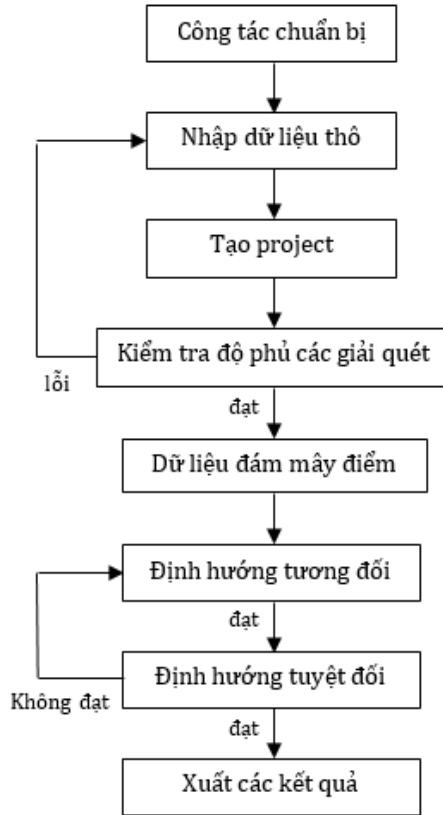 Công tác chuẩn bị
Nhập dữ liệu thô
Tạo project
Kiểm tra độ phủ các giải quét
lỗi
đạt
Dữ liệu đám mây điểm
Định hướng tương đối
đạt
Định hướng tuyệt đối
Không đạt
đạt
Xuất các kết quả